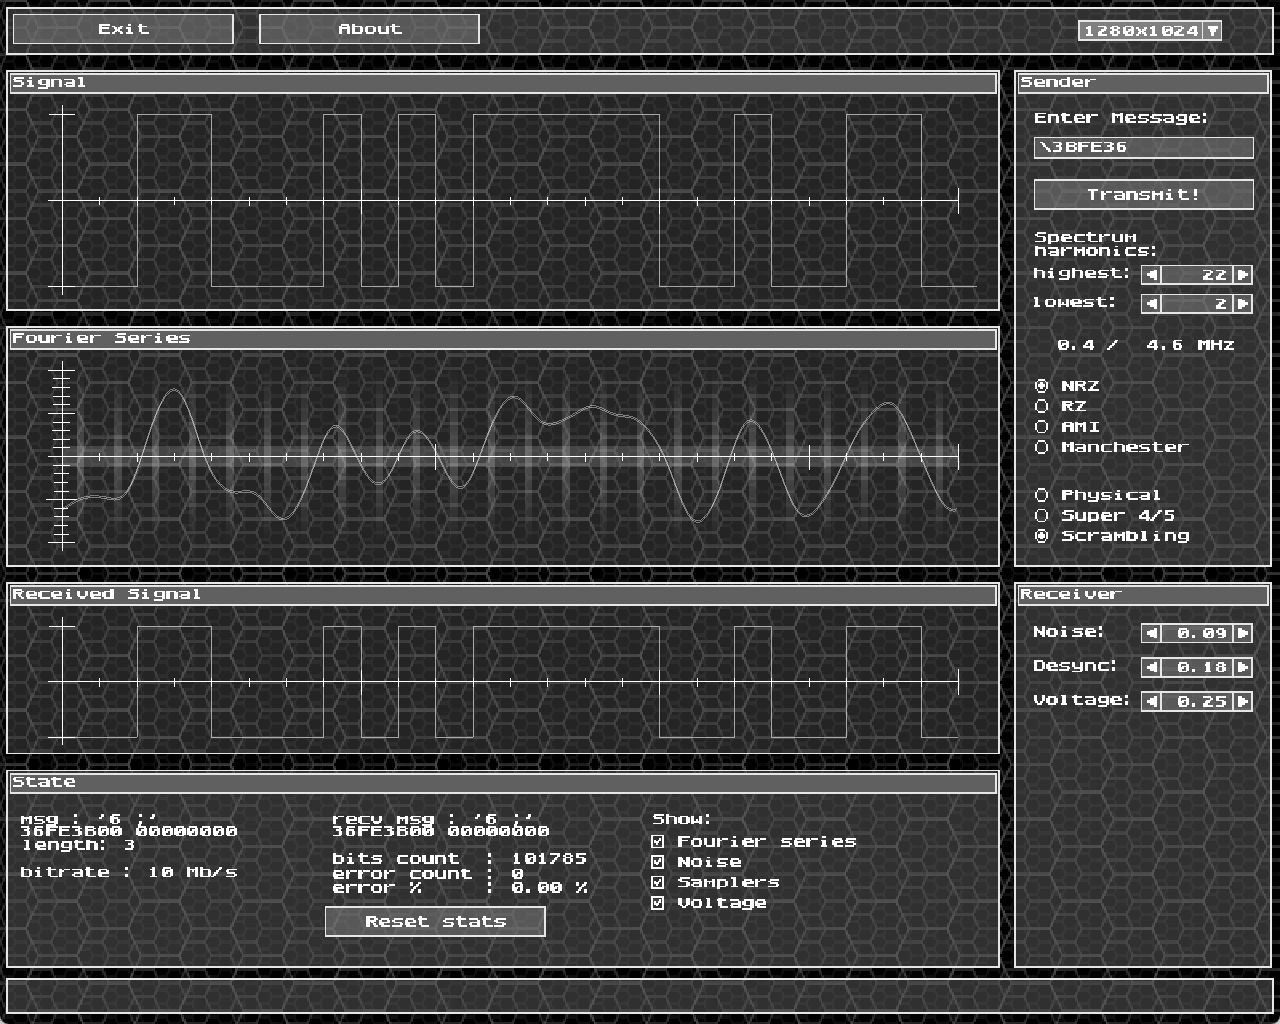 Exit
About
1280x1024
Signal
Sender
Enter Message:
\3BFE36
Transmit!
Spectrum
harmonics:
highest: 22
lowest: 2
0.4 / 4.6 MHz
NRZ
RZ
AMI
Manchester
Physical
Super 4/5
Scrambling
Fourier Series
Received Signal
Receiver
Noise: 0.09
Desync: 0.18
Voltage: 0.25
State
msg : '6 ;'
36FE3B00 00000000
length: 3
bitrate : 10 Mb/s
recv msg : '6 ;'
36FE3B00 00000000
bits count : 101785
error count : 0
error % : 0.00 %
Reset stats
Show:
Fourier series
Noise
Samplers
Voltage